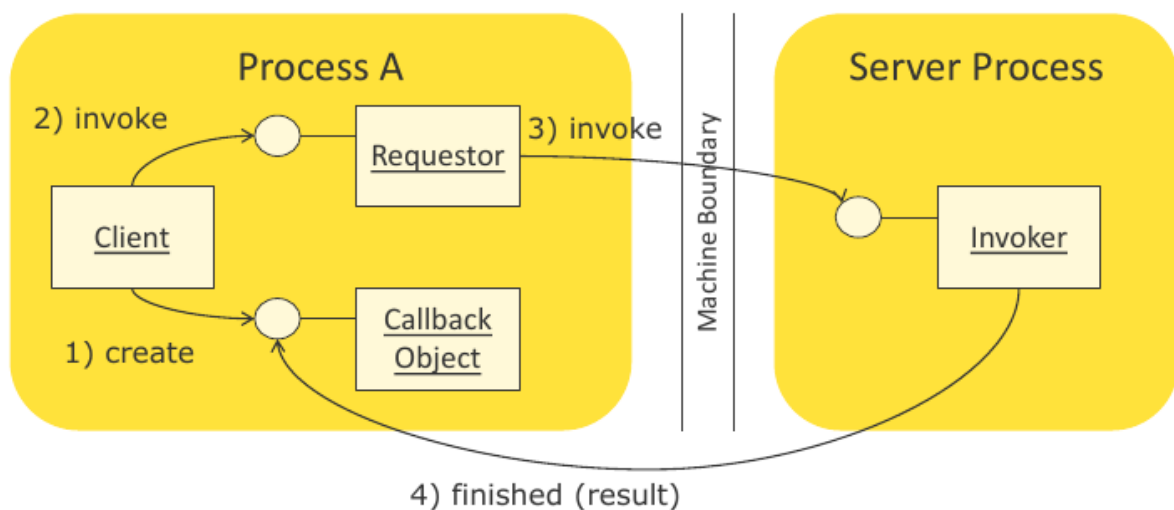 Process A
Server Process
2) invoke
3) invoke
Requestor
Machine Boundary
Client
Invoker
Callback
Object
1) create
4) finished (result)